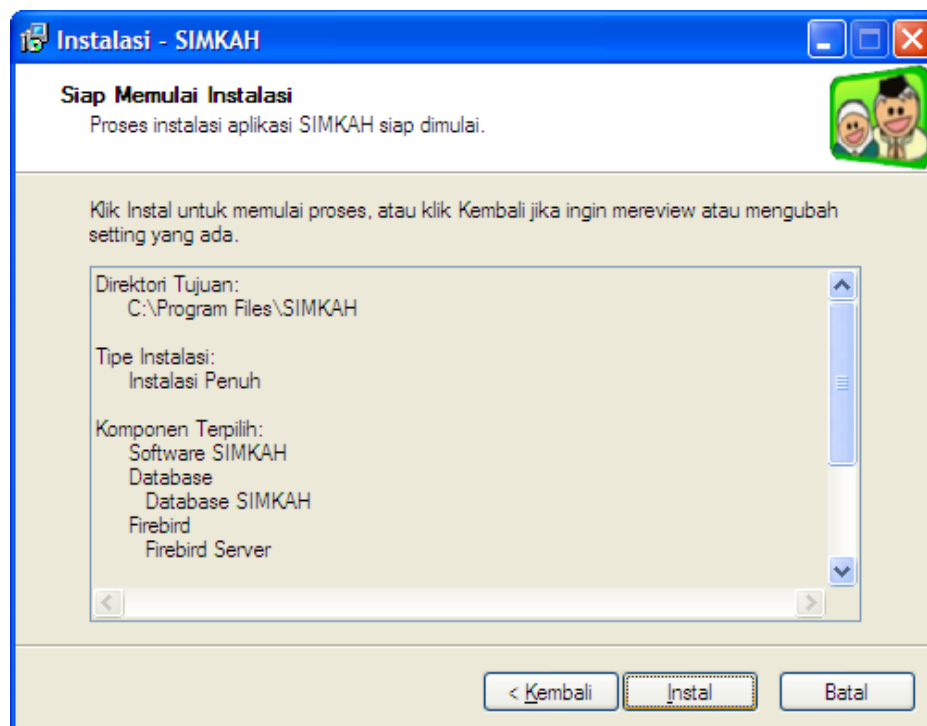 Instalasi - SIMKAH
Siap Memulai Instalasi
Proses instalasi aplikasi SIMKAH siap dimulai.
Klik Instal untuk memulai proses, atau klik Kembali jika ingin mereview atau mengubah
setting yang ada.
Direktori Tujuan:
C:\Program Files\SIMKAH
Tipe Instalasi:
Instalasi Penuh
Komponen Terpilih:
Software SIMKAH
Database
Database SIMKAH
Firebird
Firebird Server
< Kembali
Instal
Batal